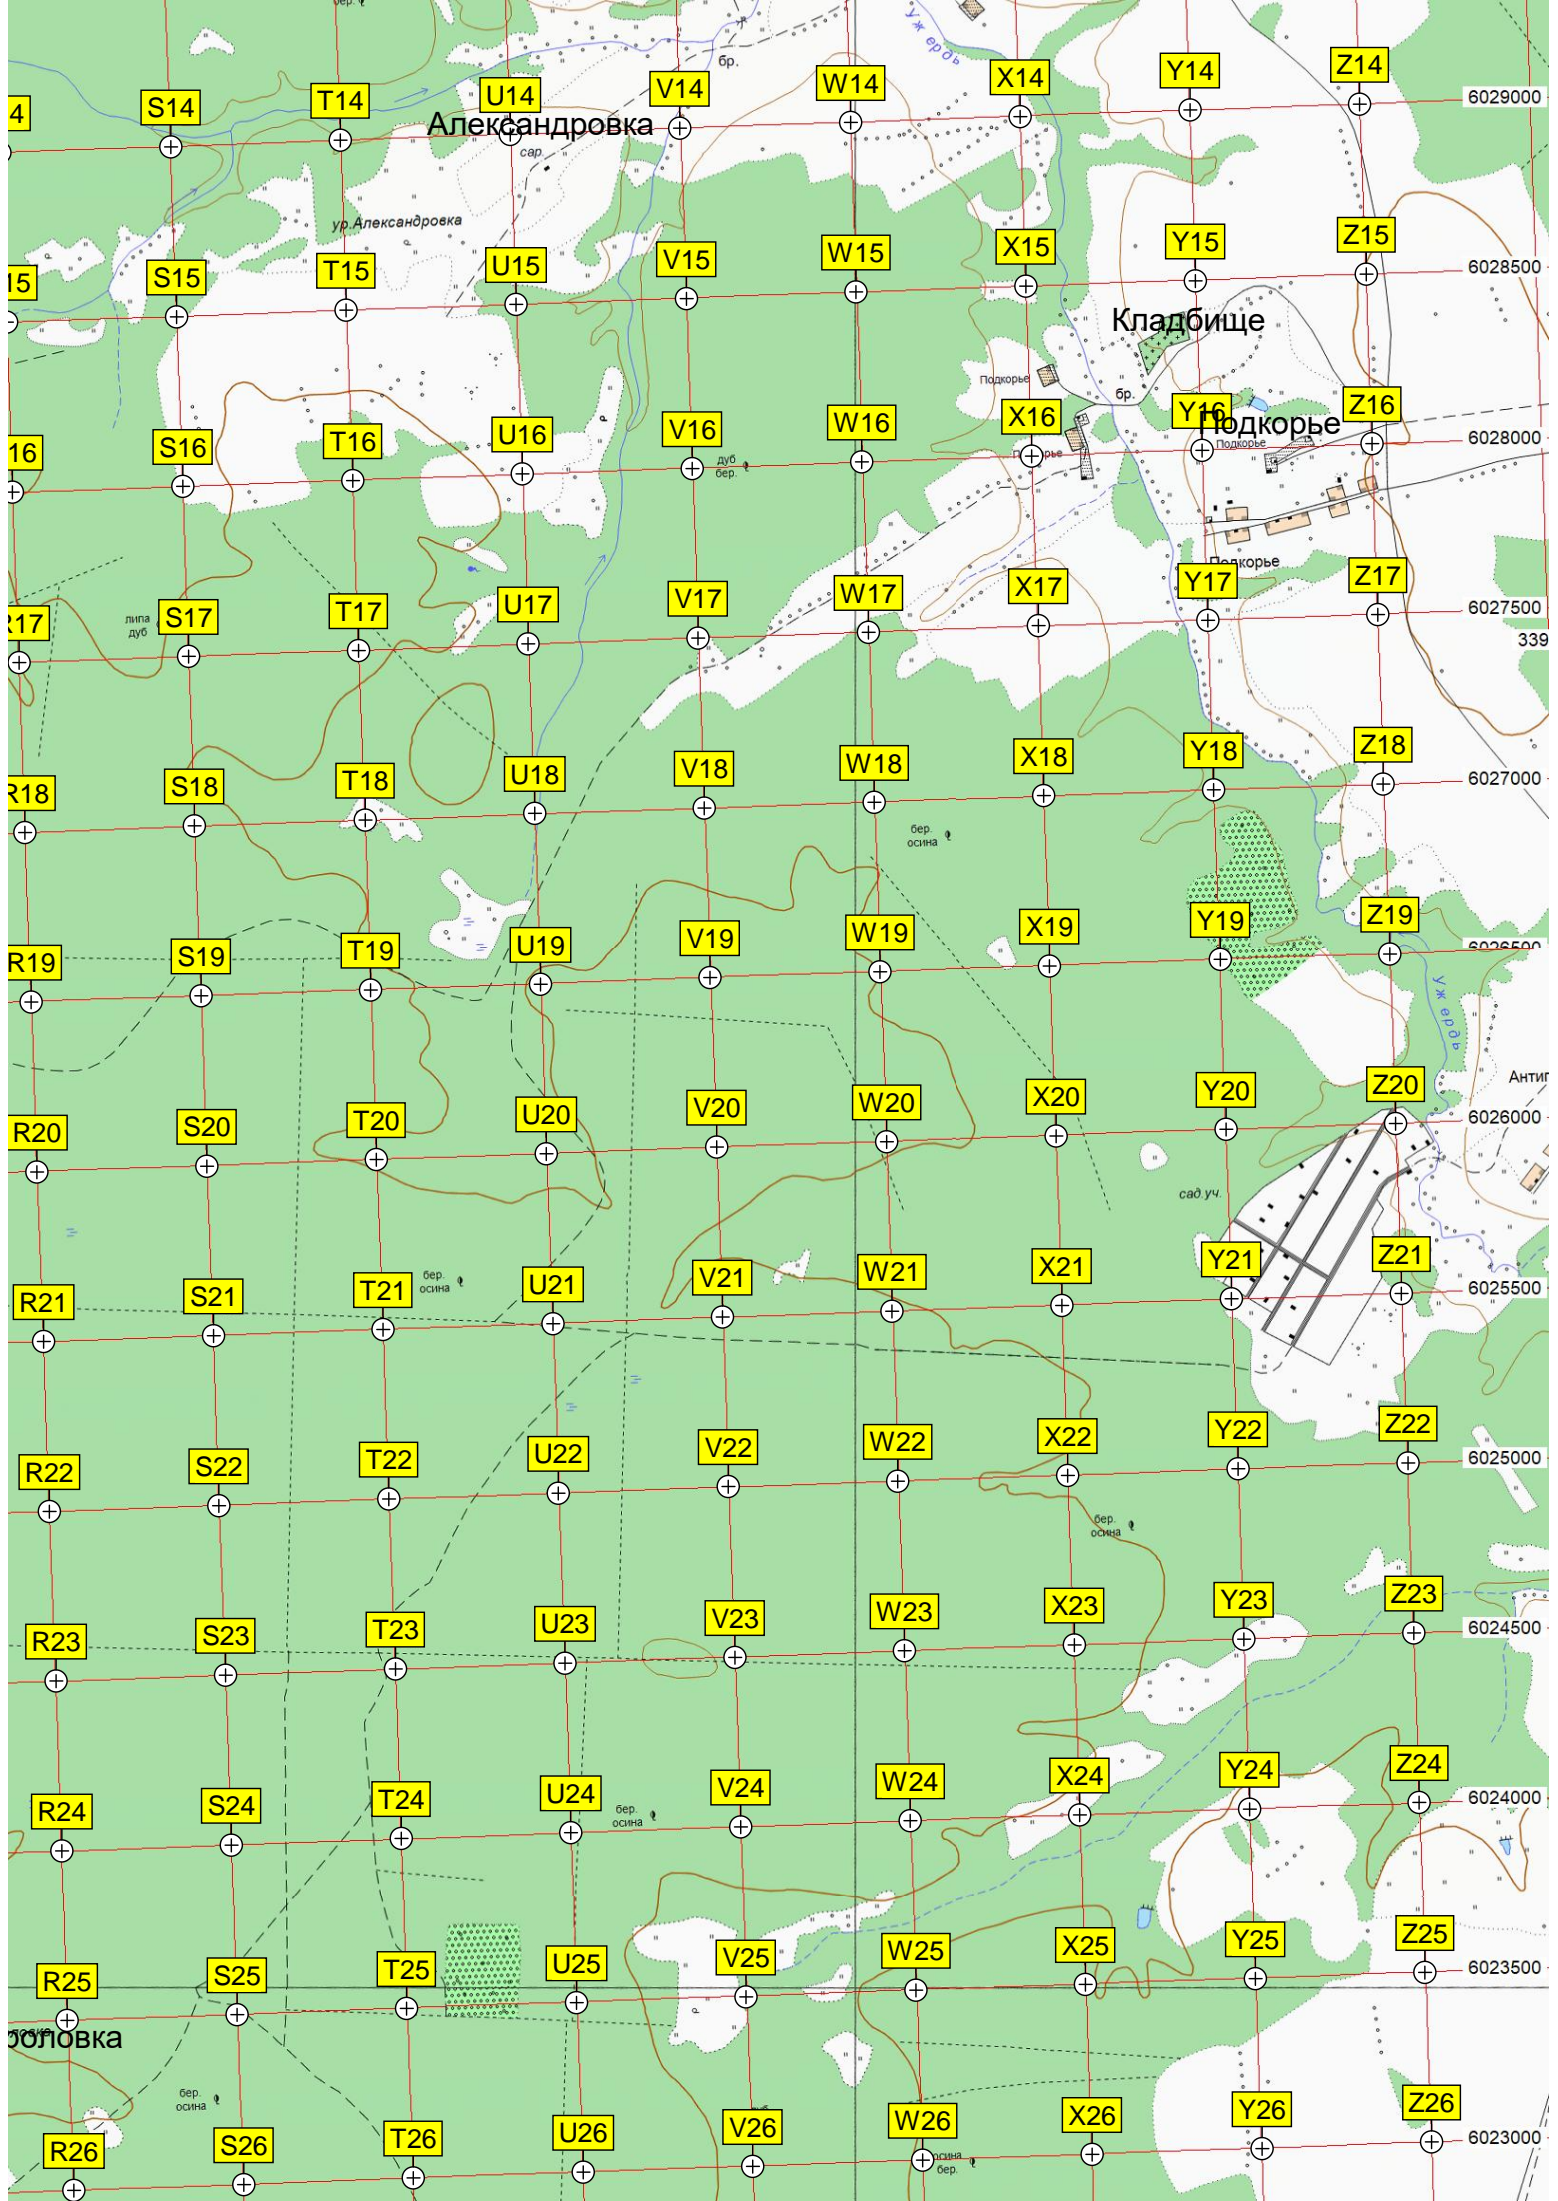 бер.
Ужердь
бр.
Z14
Y14
X14
W14
V14
U14
T14
S14
6029000
Александровка
сар.
ур.Александровка
Z15
Y15
X15
W15
V15
U15
T15
S15
6028500
Кладбище
Подкорье
бр.
Z16
Y16
X16
W16
V16
U16
T16
S16
6028000
Подкорье
Подкорье
дуб
бер.
Подкорье
Z17
Y17
X17
W17
V17
U17
T17
S17
R17
6027500
339
липа
дуб
Z18
Y18
X18
W18
V18
U18
T18
S18
R18
6027000
бер.
осина
Z19
Y19
X19
W19
V19
U19
T19
S19
R19
6026500
Ужердь
Z20
Y20
X20
W20
V20
U20
T20
S20
R20
6026000
сад.уч.
Z21
Y21
X21
W21
V21
U21
T21
S21
R21
6025500
бер.
осина
Z22
Y22
X22
W22
V22
U22
T22
S22
R22
6025000
бер.
осина
Z23
Y23
X23
W23
V23
U23
T23
S23
R23
6024500
Z24
Y24
X24
W24
V24
U24
T24
S24
R24
6024000
бер.
осина
Z25
Y25
X25
W25
V25
U25
T25
S25
R25
6023500
бер.
осина
Z26
Y26
X26
W26
V26
U26
T26
S26
R26
6023000
осина
бер.